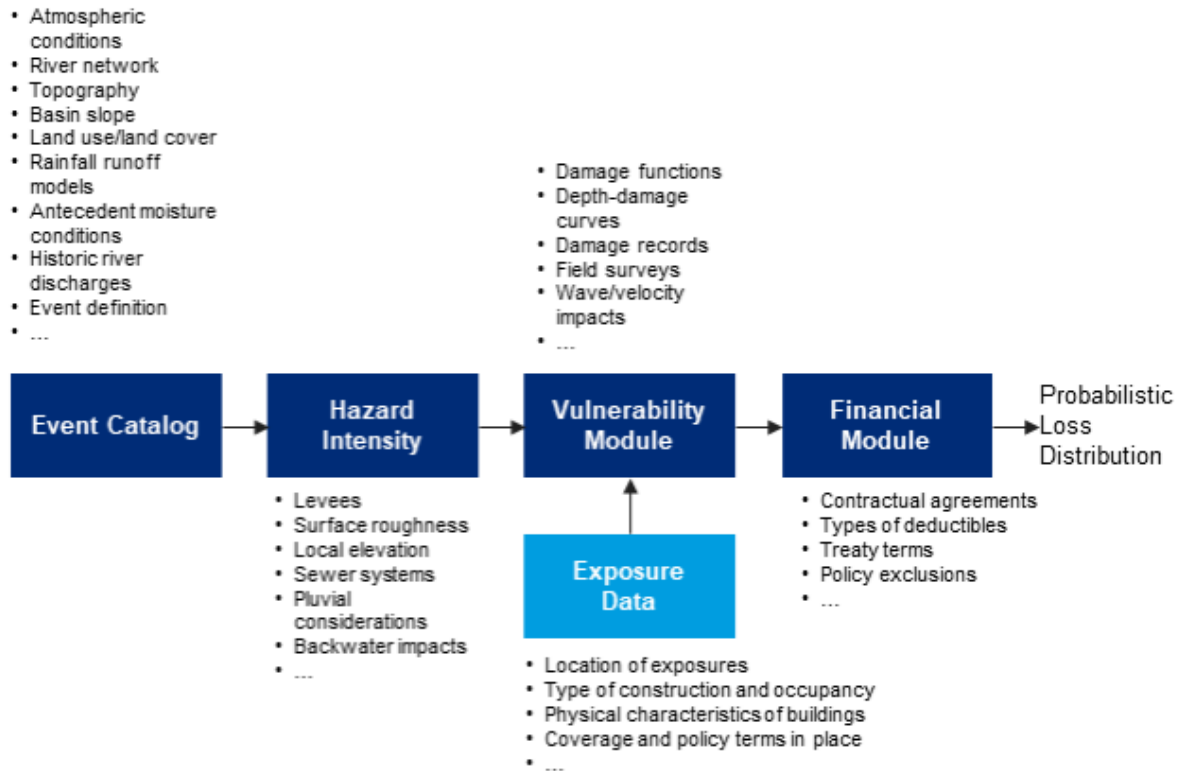 • Atmospheric
conditions
• River network
• Topography
• Basin slope
• Land use/land cover
• Rainfall runoff
models
• Antecedent moisture
conditions
• Historic river
discharges
• Event definition
• ...
• Damage functions
• Depth-damage
curves
• Damage records
• Field surveys
• Wave/velocity
impacts
• ...
Event Catalog
Hazard
Intensity
Vulnerability
Module
Financial
Module
Probabilistic
Loss
Distribution
• Levees
• Surface roughness
• Local elevation
• Sewer systems
• Pluvial
considerations
• Backwater impacts
• ...
Exposure
Data
• Contractual agreements
• Types of deductibles
• Treaty terms
• Policy exclusions
• ...
• Location of exposures
• Type of construction and occupancy
• Physical characteristics of buildings
• Coverage and policy terms in place
• ...